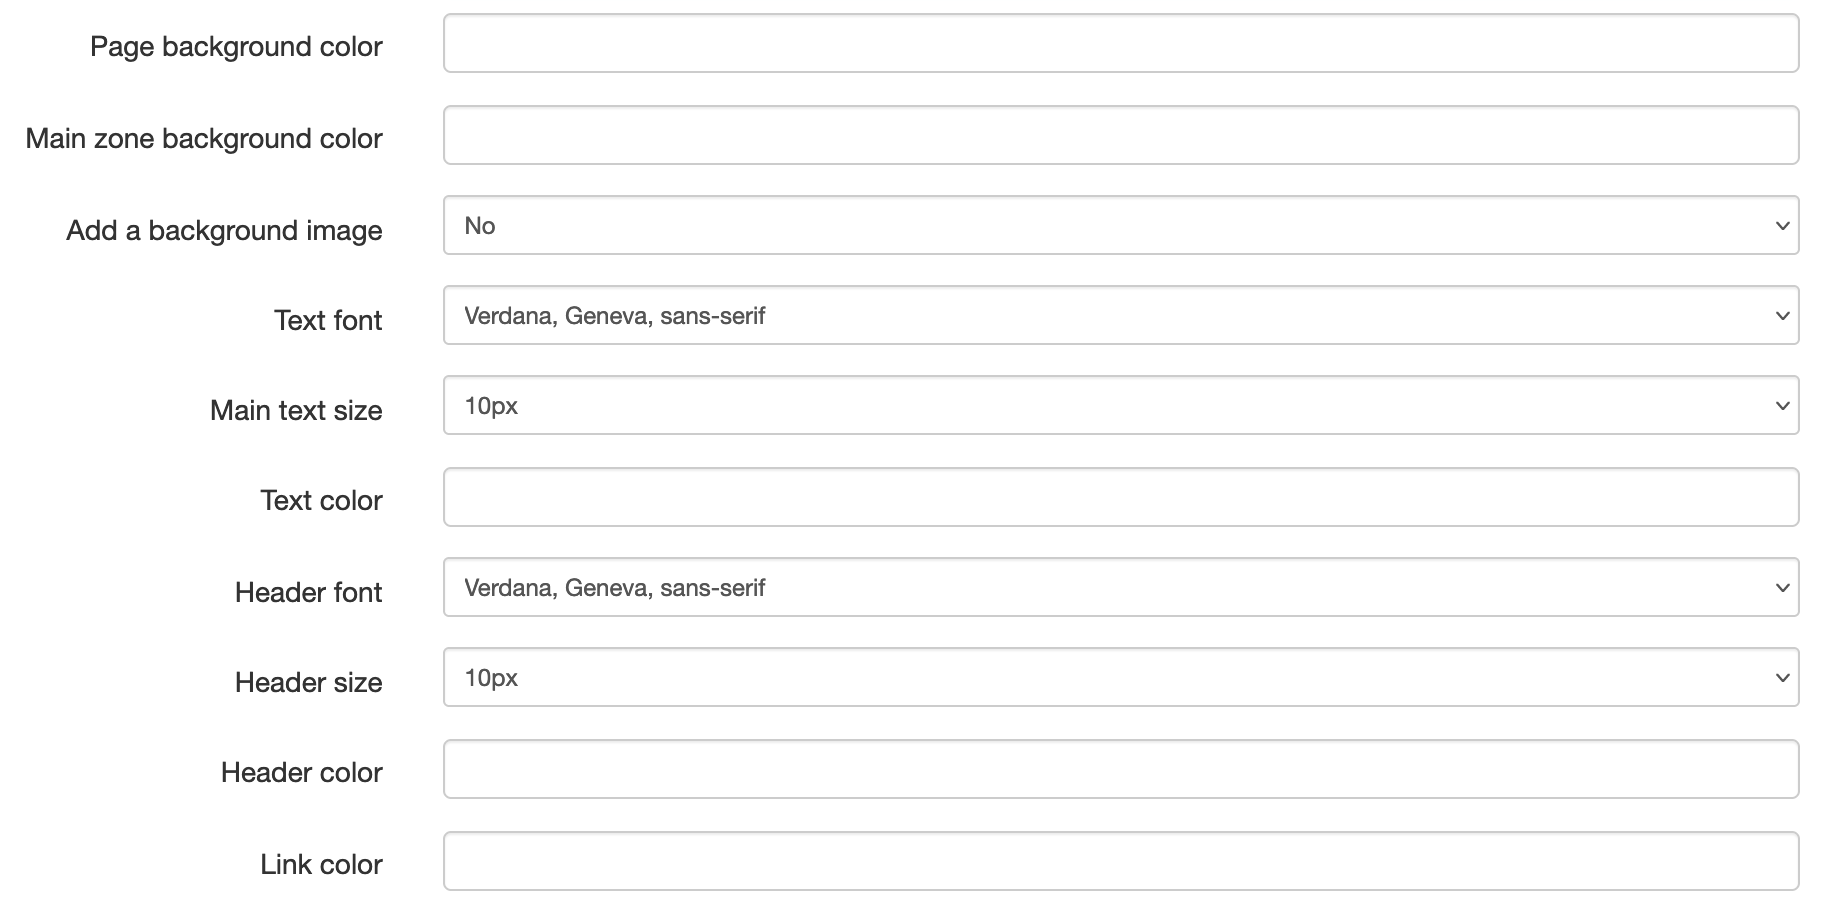 Page background color
Main zone background color
Add a background image No
Text font Verdana, Geneva, sans-serif
Main text size 10px
Text color
Header font Verdana, Geneva, sans-serif
Header size 10px
Header color
Link color